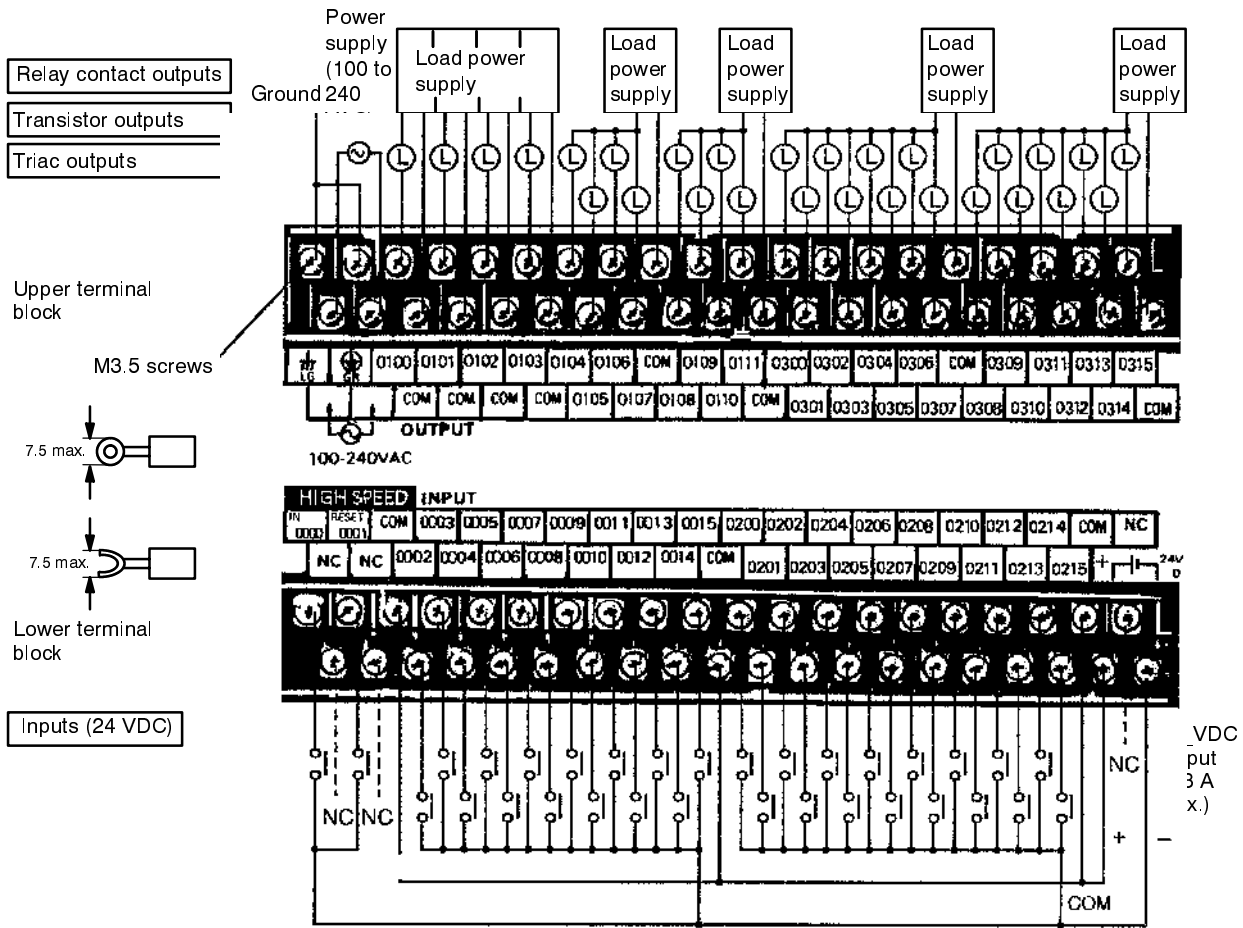 Power
supply
(100 to
240
Load power
supply
Load
power
supply
Load
power
supply
Load
power
supply
Load
power
supply
Relay contact outputs
Ground
Transistor outputs
Triac outputs
L L L L L L L L L L L L L L L L
L L L L L L L L L L L L
Upper terminal
block
M3.5 screws
LG GR 0100 0101 0102 0103 0104 0106 COM 0109 0111 0300 0302 0304 0306 COM 0309 0311 0313 0315
COM COM COM COM 0105 0107 0108 0110 COM 0301 0303 0305 0307 0308 0310 0312 0314 COM
OUTPUT
100-240VAC
7.5 max.
HIGH SPEED INPUT
IN 0000 RESET 0001 COM 0003 0005 0007 0009 0011 0013 0015 0200 0202 0204 0206 0208 0210 0212 0214 COM NC
NC NC 0002 0004 0006 0008 0010 0012 0014 COM 0201 0203 0205 0207 0209 0211 0213 0215 + 24V
7.5 max.
Lower terminal
block
Inputs (24 VDC)
VDC
put
A
x.)
NC
NC NC
+ −
COM